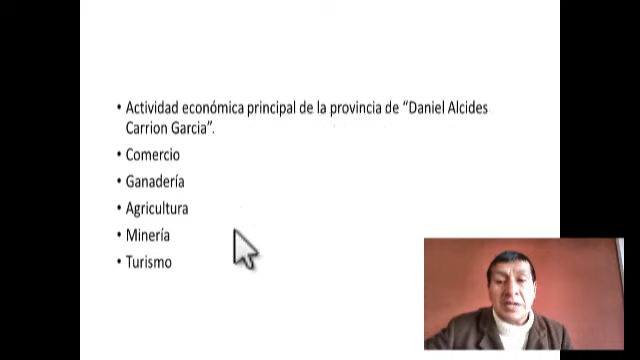 • Actividad económica principal de la provincia de “Daniel Alcides
Carrion Garcia”.
• Comercio
• Ganadería
• Agricultura
• Minería
• Turismo